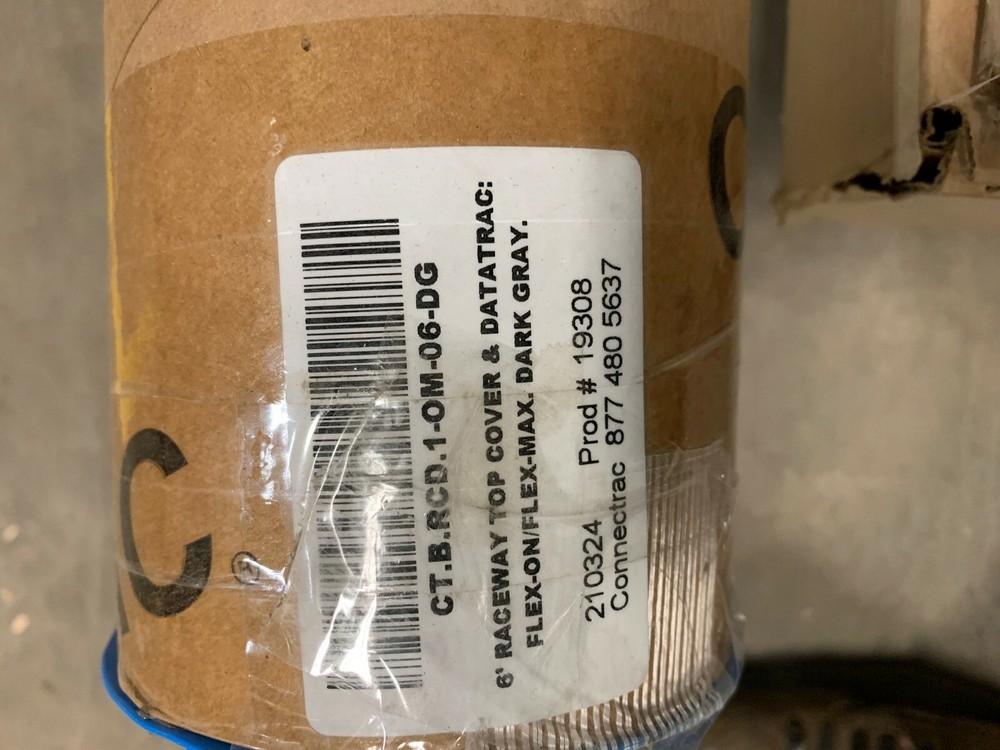 CT.B.RCD.1-OM-06-DG
6' RACEWAY TOP COVER & DATATRAC:
FLEX-ON/FLEX-MAX. DARK GRAY.
210324 Prod # 19308
Connectrac 877 480 5637
C®
C